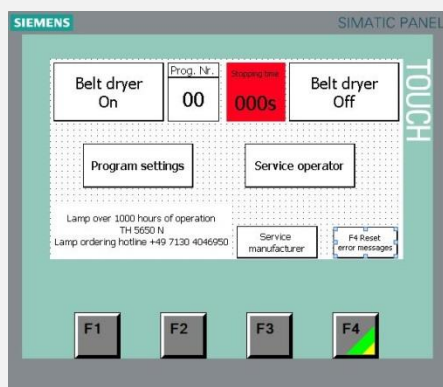 SIEMENS
SIMATIC PANEL
TOUCH
Belt dryer
On
Prog. Nr.
00
Stopping time
000s
Belt dryer
Off
Program settings
Service operator
Lamp over 1000 hours of operation
TH 5650 N
Lamp ordering hotline +49 7130 4046950
Service
manufacturer
F4 Reset
error messages
F1
F2
F3
F4